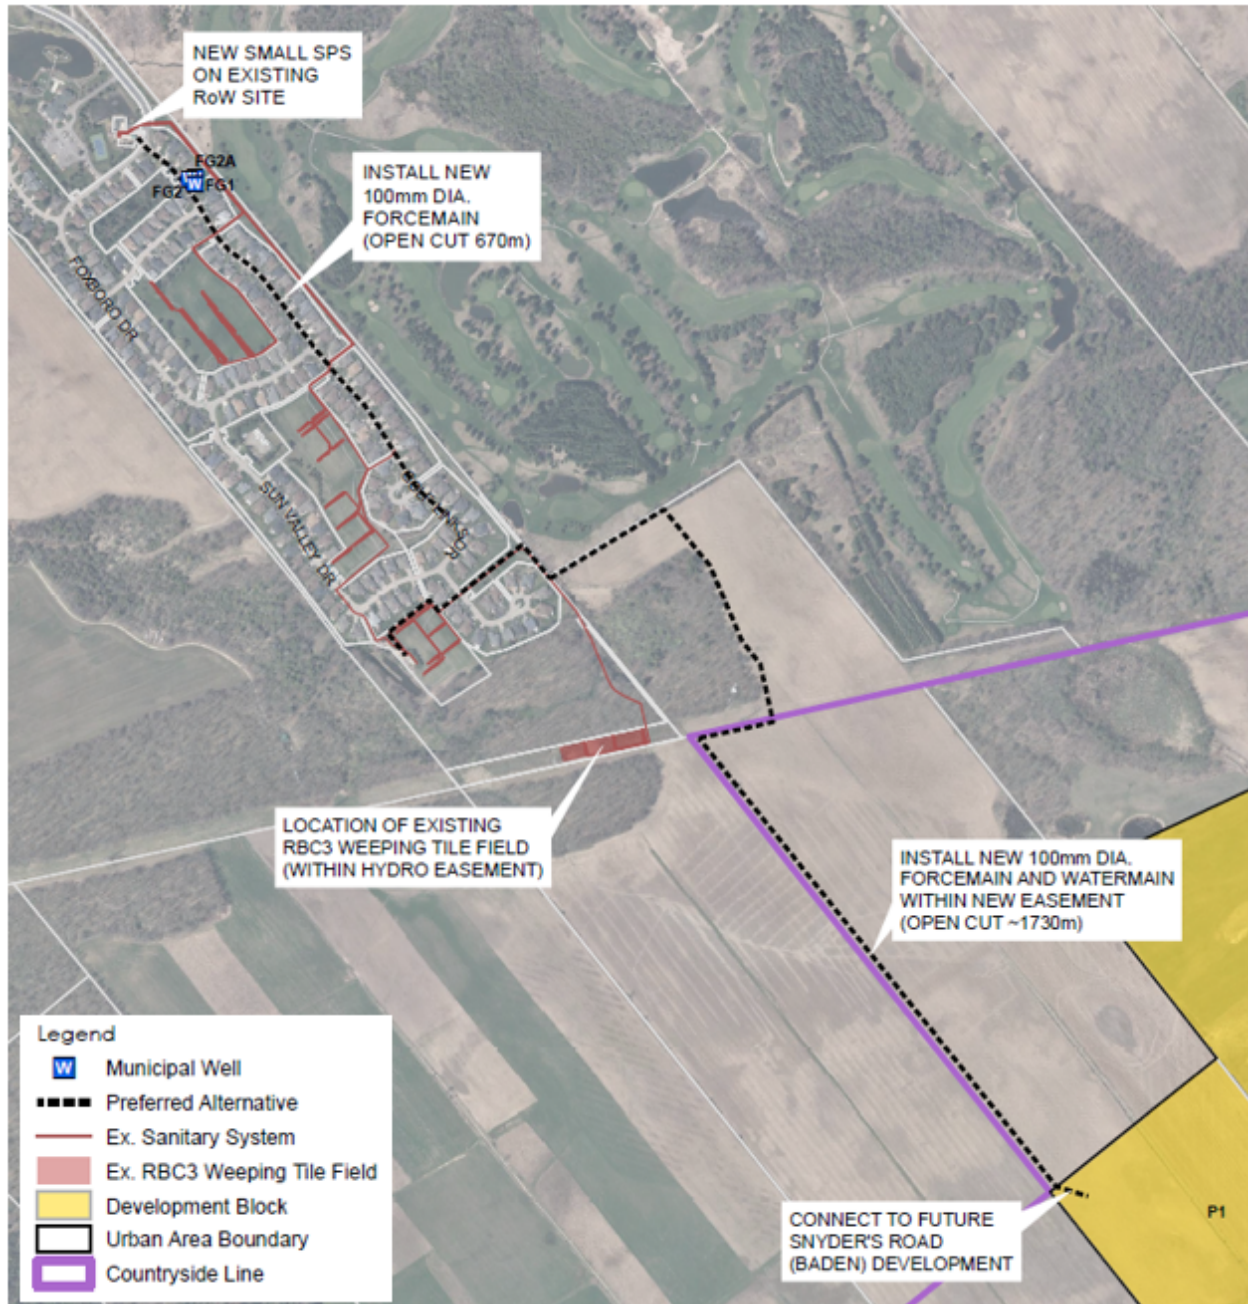 NEW SMALL SPS
ON EXISTING
RoW SITE
FG2A
FG2
FG1
INSTALL NEW
100mm DIA.
FORCEMAIN
(OPEN CUT 670m)
FOXBORO DR
SUN VALLEY DR
DR
LOCATION OF EXISTING
RBC3 WEEPING TILE FIELD
(WITHIN HYDRO EASEMENT)
INSTALL NEW 100mm DIA.
FORCEMAIN AND WATERMAIN
WITHIN NEW EASEMENT
(OPEN CUT ~1730m)
CONNECT TO FUTURE
SNYDER'S ROAD
(BADEN) DEVELOPMENT
P1
Legend
W Municipal Well
Preferred Alternative
Ex. Sanitary System
Ex. RBC3 Weeping Tile Field
Development Block
Urban Area Boundary
Countryside Line